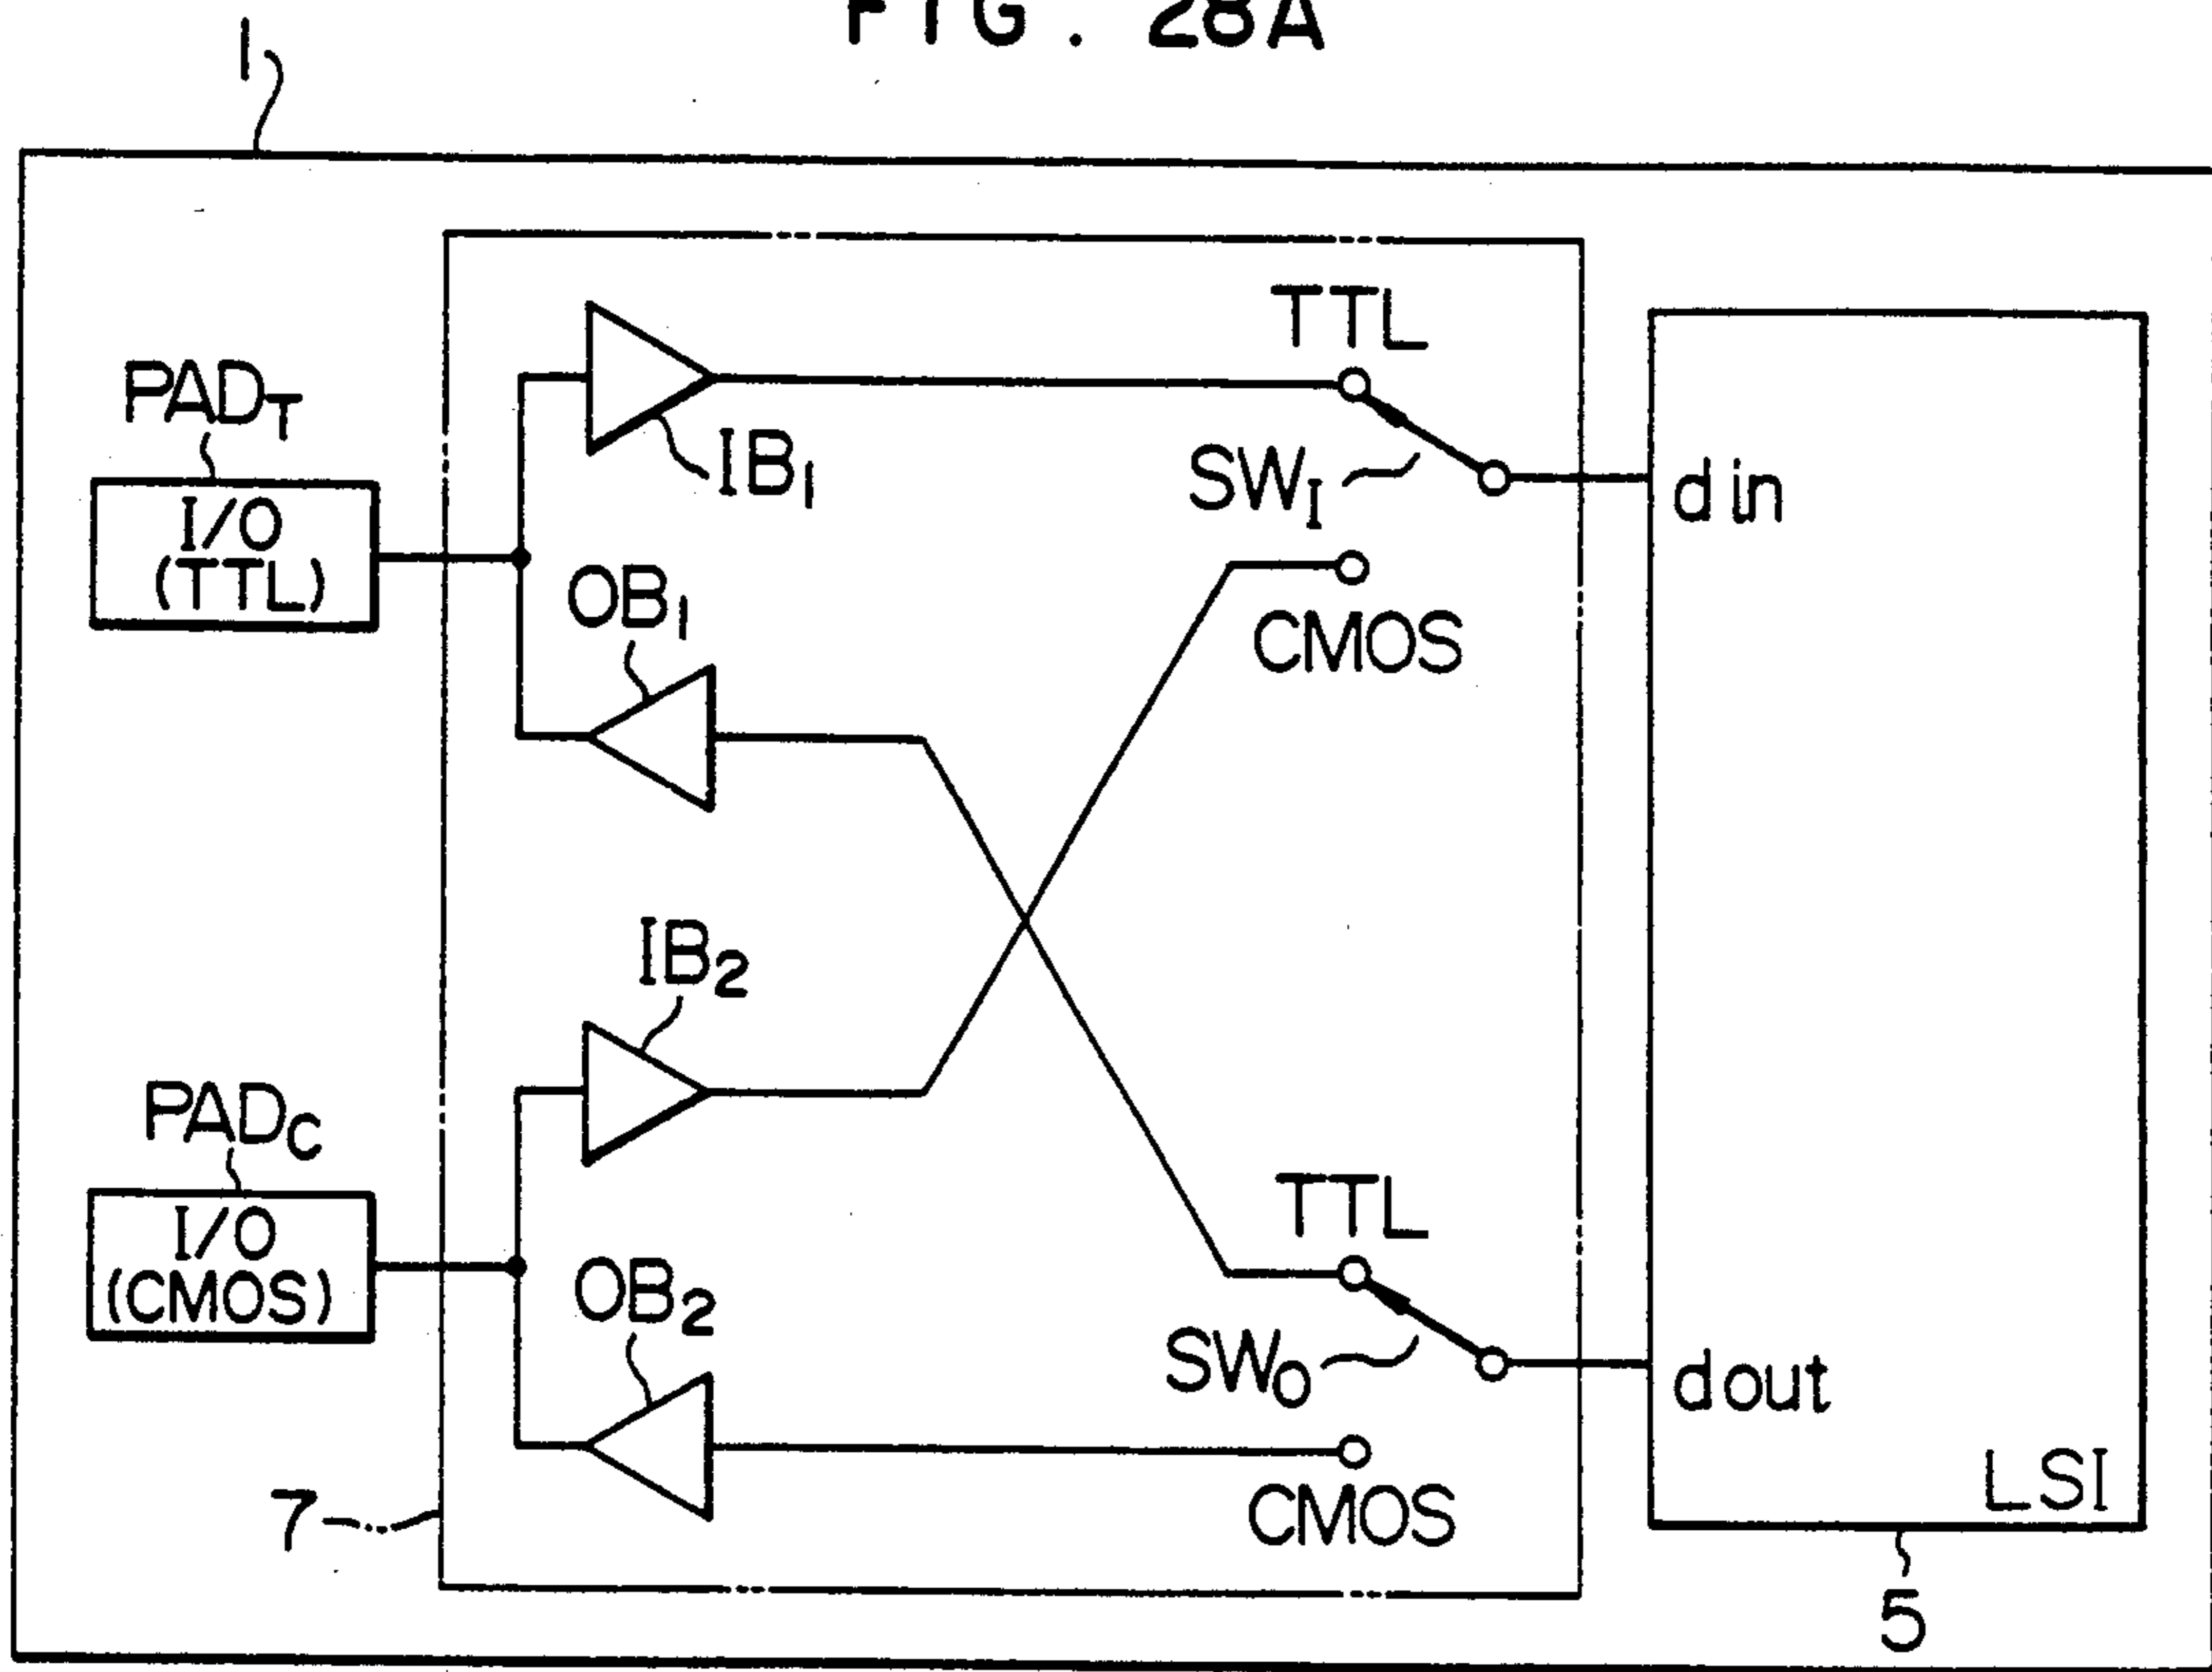 FIG. 28A
1
TTL
PADT
IB1
SWI
din
I/O
(TTL)
OB1
CMOS
IB2
PADC
TTL
I/O
(CMOS)
OB2
SWO
dout
LSI
7
CMOS
5